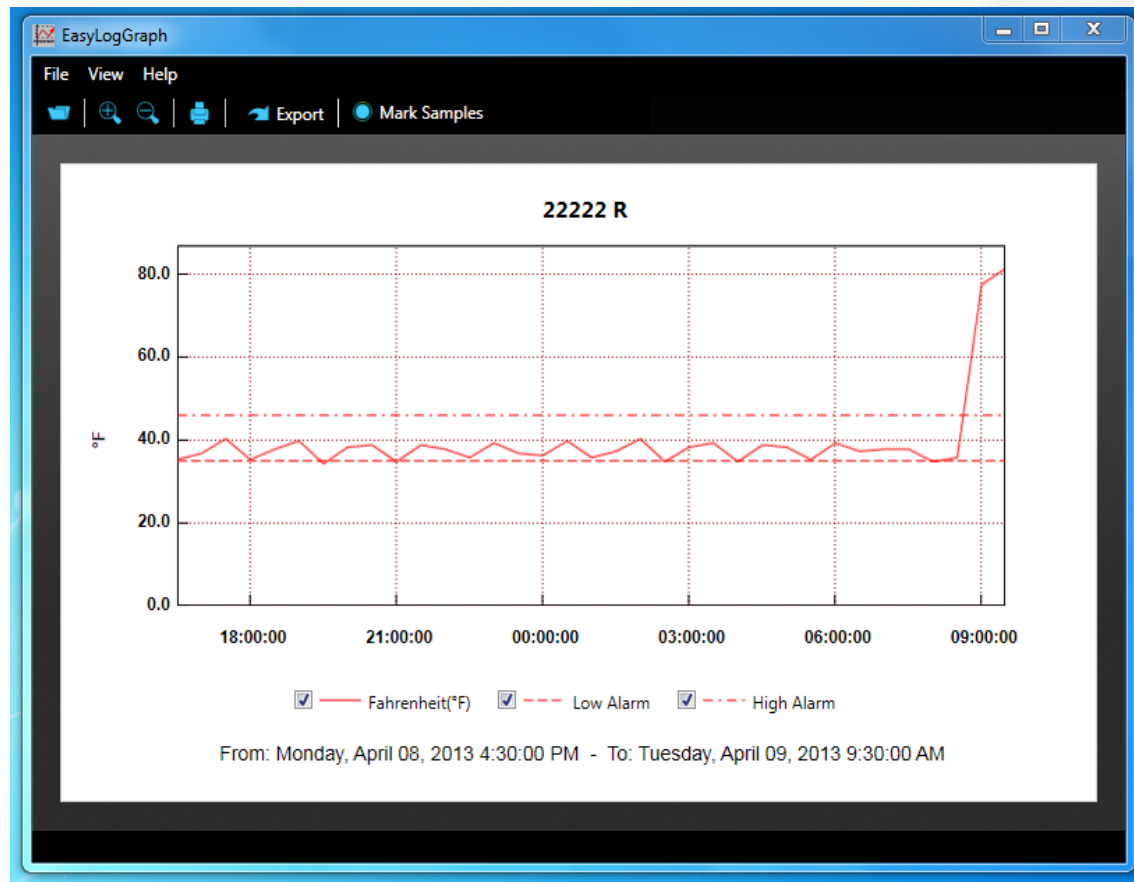 EasyLogGraph
File View Help
Export Mark Samples
22222 R
80.0
60.0
°F
40.0
20.0
0.0
18:00:00 21:00:00 00:00:00 03:00:00 06:00:00 09:00:00
Fahrenheit(°F) Low Alarm High Alarm
From: Monday, April 08, 2013 4:30:00 PM - To: Tuesday, April 09, 2013 9:30:00 AM